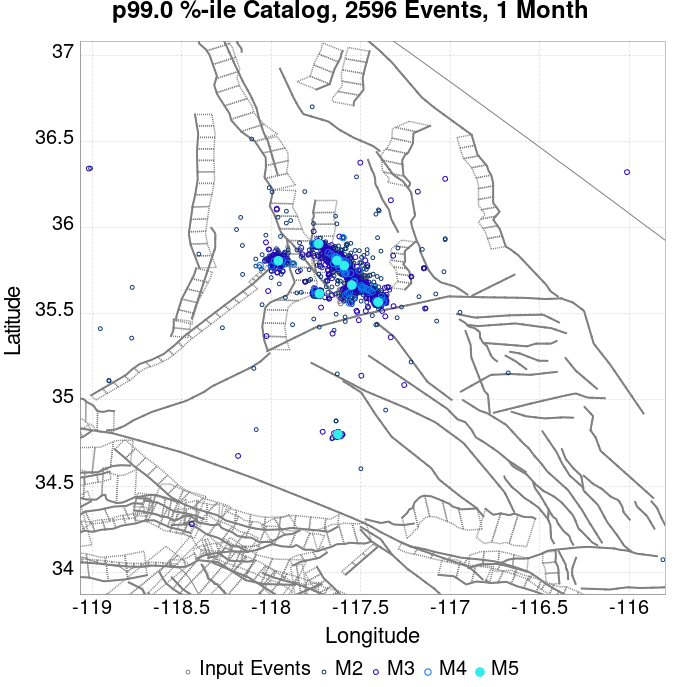 p99.0 %-ile Catalog, 2596 Events, 1 Month
37
36.5
36
35.5
35
34.5
34
Latitude
-119 -118.5 -118 -117.5 -117 -116.5 -116
Longitude
Input Events M2 M3 M4 M5